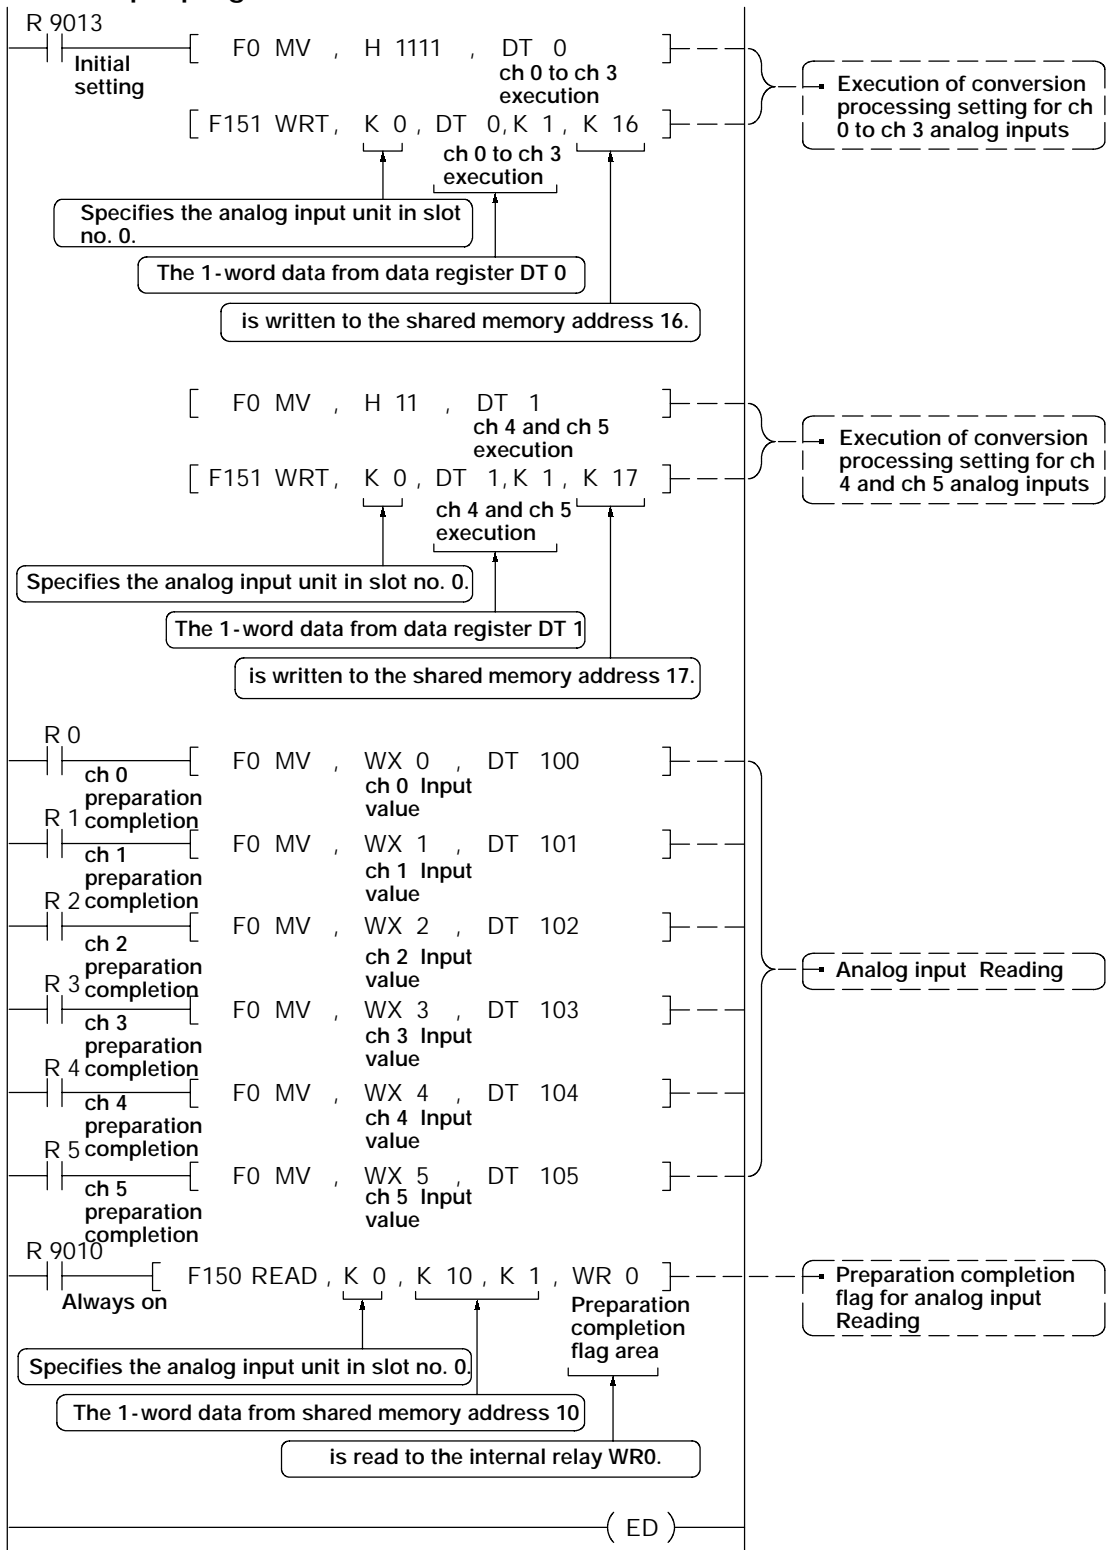 R 9013
[ F0 MV , H 1111 , DT 0 ]
Initial
setting
ch 0 to ch 3
execution
Execution of conversion
processing setting for ch
0 to ch 3 analog inputs
[ F151 WRT, K 0 , DT 0, K 1 , K 16 ]
ch 0 to ch 3
execution
Specifies the analog input unit in slot
no. 0.
The 1-word data from data register DT 0
is written to the shared memory address 16.
[ F0 MV , H 11 , DT 1 ]
ch 4 and ch 5
execution
Execution of conversion
processing setting for ch
4 and ch 5 analog inputs
[ F151 WRT, K 0 , DT 1, K 1 , K 17 ]
ch 4 and ch 5
execution
Specifies the analog input unit in slot no. 0.
The 1-word data from data register DT 1
is written to the shared memory address 17.
R 0
[ F0 MV , WX 0 , DT 100 ]
ch 0
preparation
completion
ch 0 Input
value
R 1
[ F0 MV , WX 1 , DT 101 ]
ch 1
preparation
completion
ch 1 Input
value
R 2
[ F0 MV , WX 2 , DT 102 ]
ch 2
preparation
completion
ch 2 Input
value
Analog input Reading
R 3
[ F0 MV , WX 3 , DT 103 ]
ch 3
preparation
completion
ch 3 Input
value
R 4
[ F0 MV , WX 4 , DT 104 ]
ch 4
preparation
completion
ch 4 Input
value
R 5
[ F0 MV , WX 5 , DT 105 ]
ch 5
preparation
completion
ch 5 Input
value
R 9010
[ F150 READ , K 0 , K 10 , K 1 , WR 0 ]
Always on
Preparation
completion
flag area
Preparation completion
flag for analog input
Reading
Specifies the analog input unit in slot no. 0.
The 1-word data from shared memory address 10
is read to the internal relay WR0.
( ED )